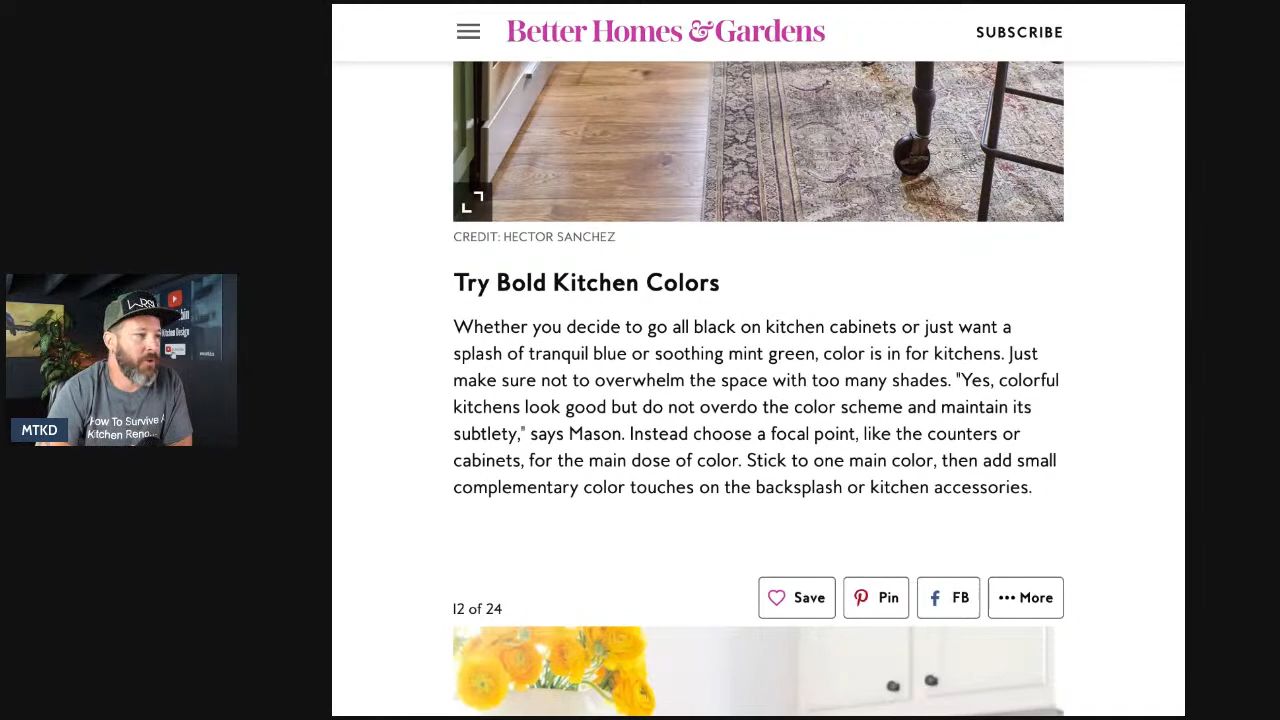 Better Homes & Gardens
SUBSCRIBE
CREDIT: HECTOR SANCHEZ
Try Bold Kitchen Colors
Whether you decide to go all black on kitchen cabinets or just want a
splash of tranquil blue or soothing mint green, color is in for kitchens. Just
make sure not to overwhelm the space with too many shades. "Yes, colorful
kitchens look good but do not overdo the color scheme and maintain its
subtlety," says Mason. Instead choose a focal point, like the counters or
cabinets, for the main dose of color. Stick to one main color, then add small
complementary color touches on the backsplash or kitchen accessories.
12 of 24
Save
Pin
FB
••• More
Kitchen Design
How To Survive
Kitchen Reno...
MTKD